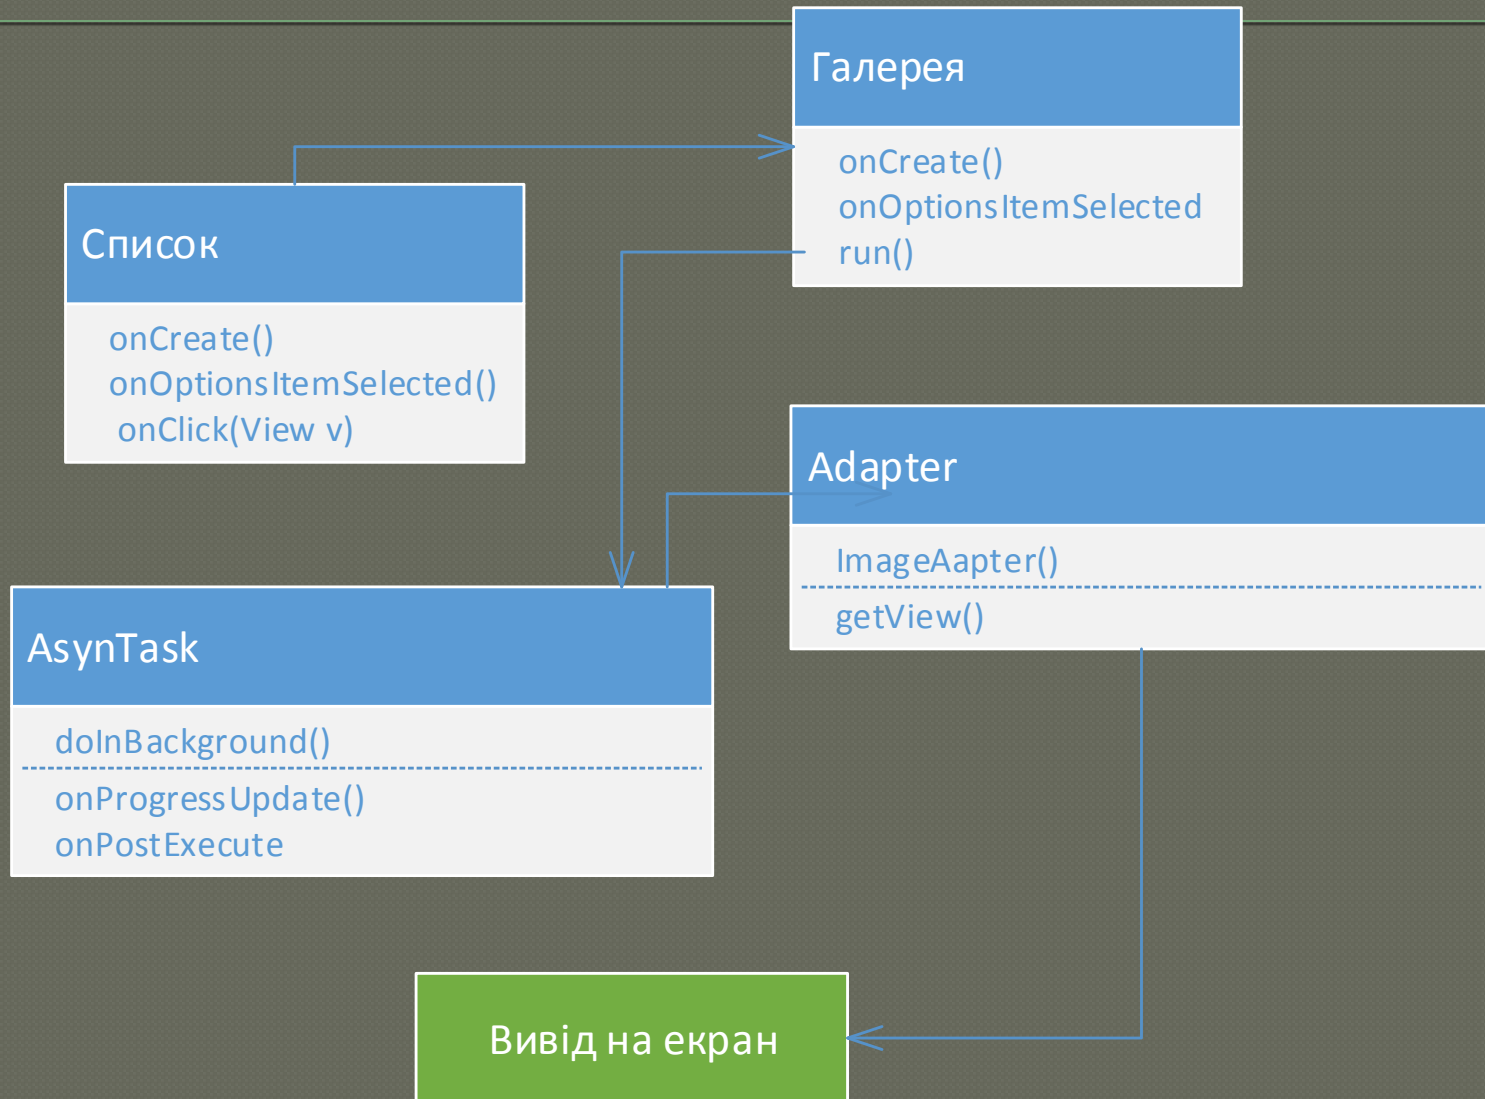 Галерея
onCreate()
onOptionsItemSelected
run()
Список
onCreate()
onOptionsItemSelected()
onClick(View v)
Adapter
ImageAapter()
getView()
AsynTask
doInBackground()
onProgressUpdate()
onPostExecute
Вивід на екран